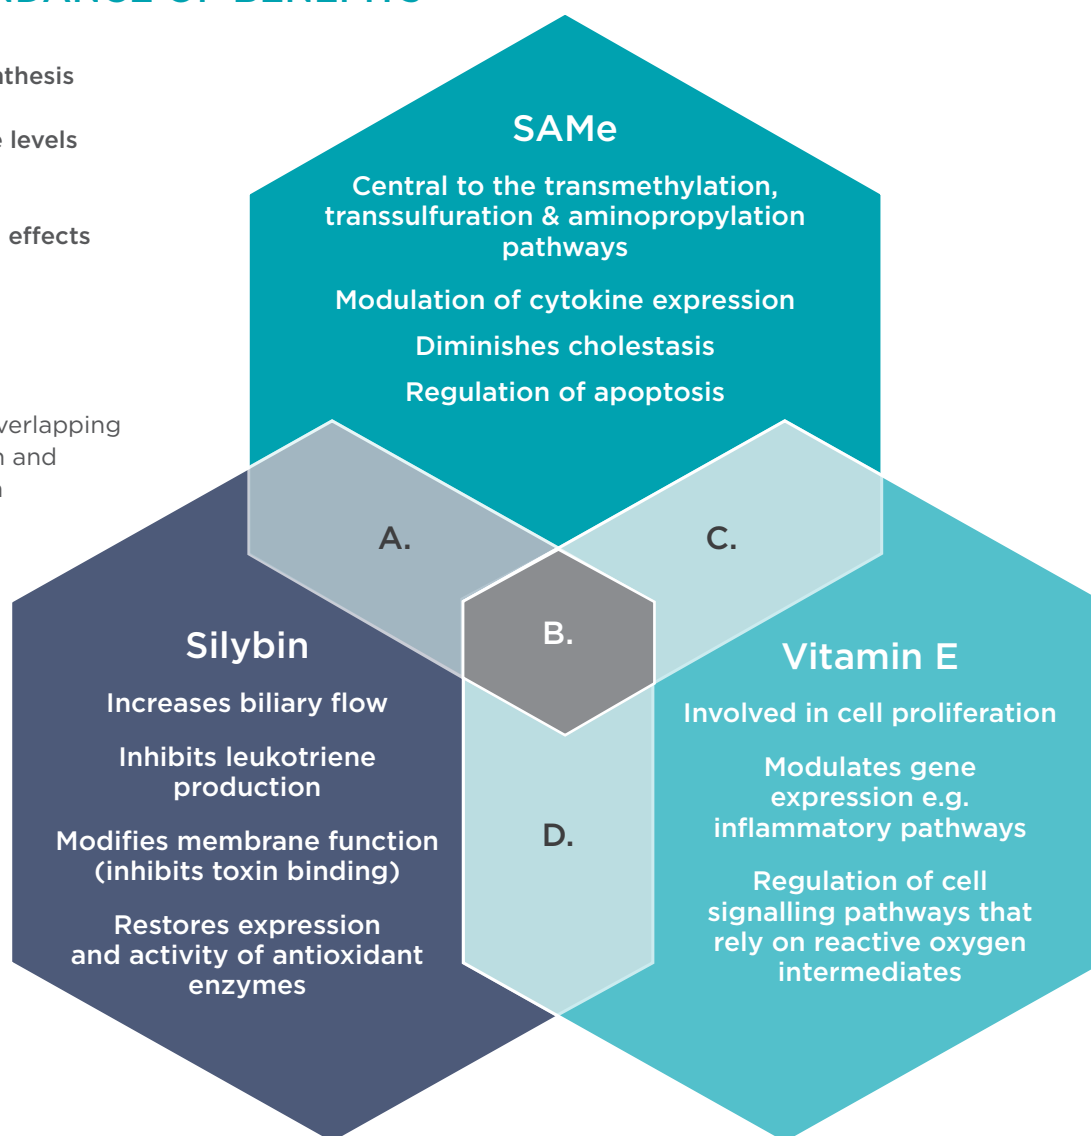 OF BENEFITS
levels
effects
and
SAMe
Central to the transmethylation,
transsulfuration & aminopropylation
pathways
Modulation of cytokine expression
Diminishes cholestasis
Regulation of apoptosis
A.
C.
B.
D.
Silybin
Increases biliary flow
Inhibits leukotriene
production
Modifies membrane function
(inhibits toxin binding)
Restores expression
and activity of antioxidant
enzymes
Vitamin E
Involved in cell proliferation
Modulates gene
expression e.g.
inflammatory pathways
Regulation of cell
signalling pathways that
rely on reactive oxygen
intermediates